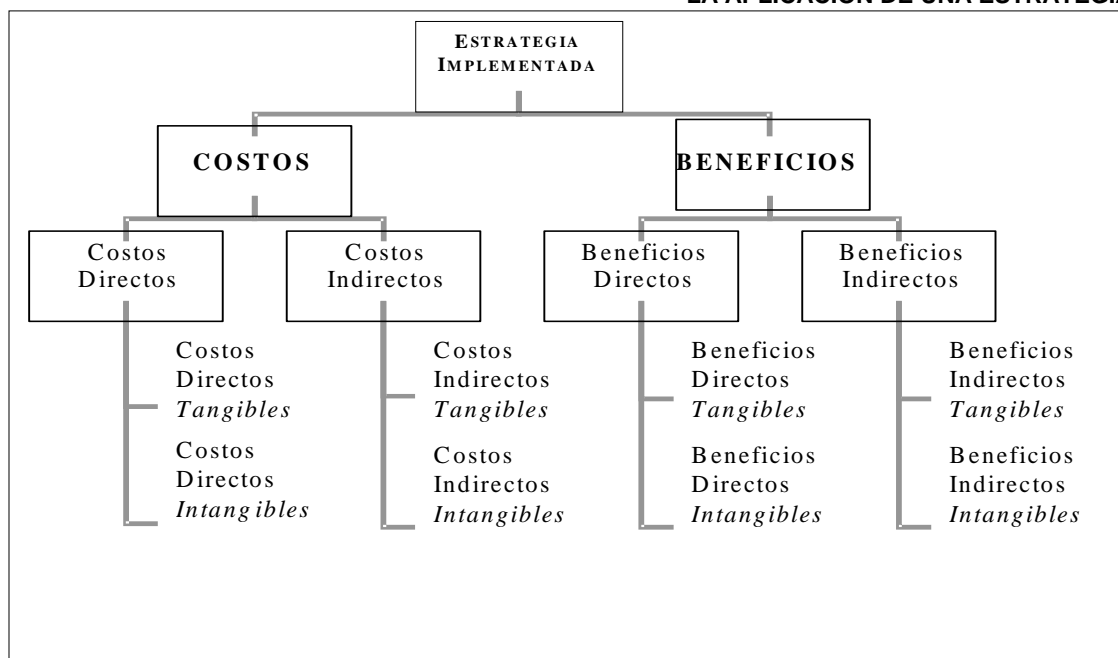 ESTRATEGIA
IMPLEMENTADA
COSTOS
BENEFICIOS
Costos
Directos
Costos
Indirectos
Beneficios
Directos
Beneficios
Indirectos
Costos
Directos
Tangibles
Costos
Directos
Intangibles
Costos
Indirectos
Tangibles
Costos
Indirectos
Intangibles
Beneficios
Directos
Tangibles
Beneficios
Directos
Intangibles
Beneficios
Indirectos
Tangibles
Beneficios
Indirectos
Intangibles